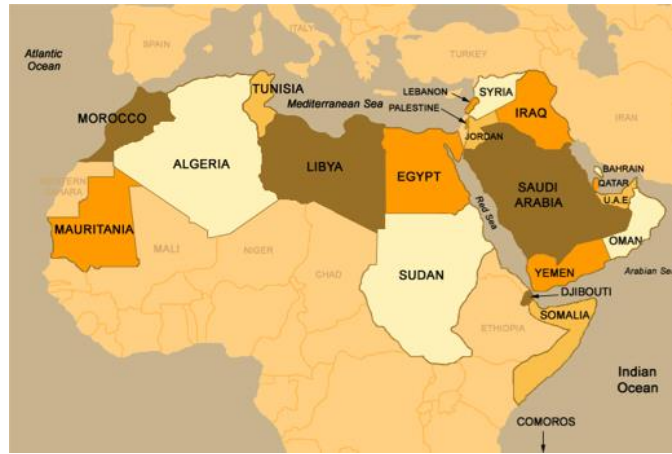 ITALY
Atlantic
Ocean
SPAIN
TURKEY
TUNISIA
LEBANON
SYRIA
Mediterranean Sea
PALESTINE
IRAQ
IRAN
MOROCCO
JORDAN
ALGERIA
LIBYA
EGYPT
BAHRAIN
QATAR
SAUDI
ARABIA
U.A.E
WESTERN
SAHARA
Red Sea
MAURITANIA
OMAN
MALI
NIGER
CHAD
SUDAN
YEMEN
Arabian Sea
DJIBOUTI
SOMALIA
ETHIOPIA
Indian
Ocean
COMOROS